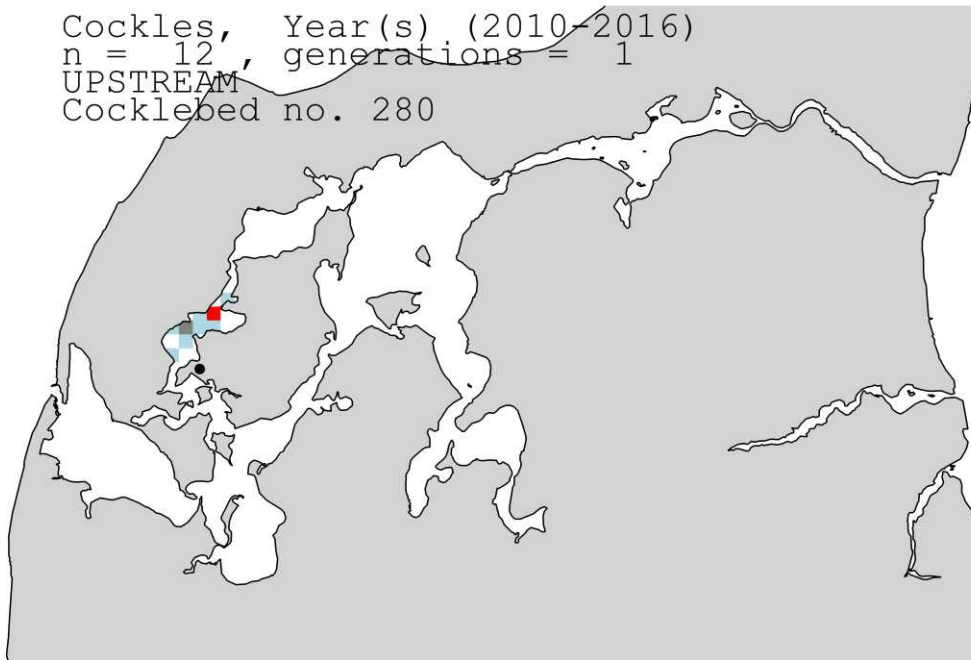 Cockles, Year(s) (2010-2016)
n = 12 , generations = 1
UPSTREAM
Cocklebed no. 280